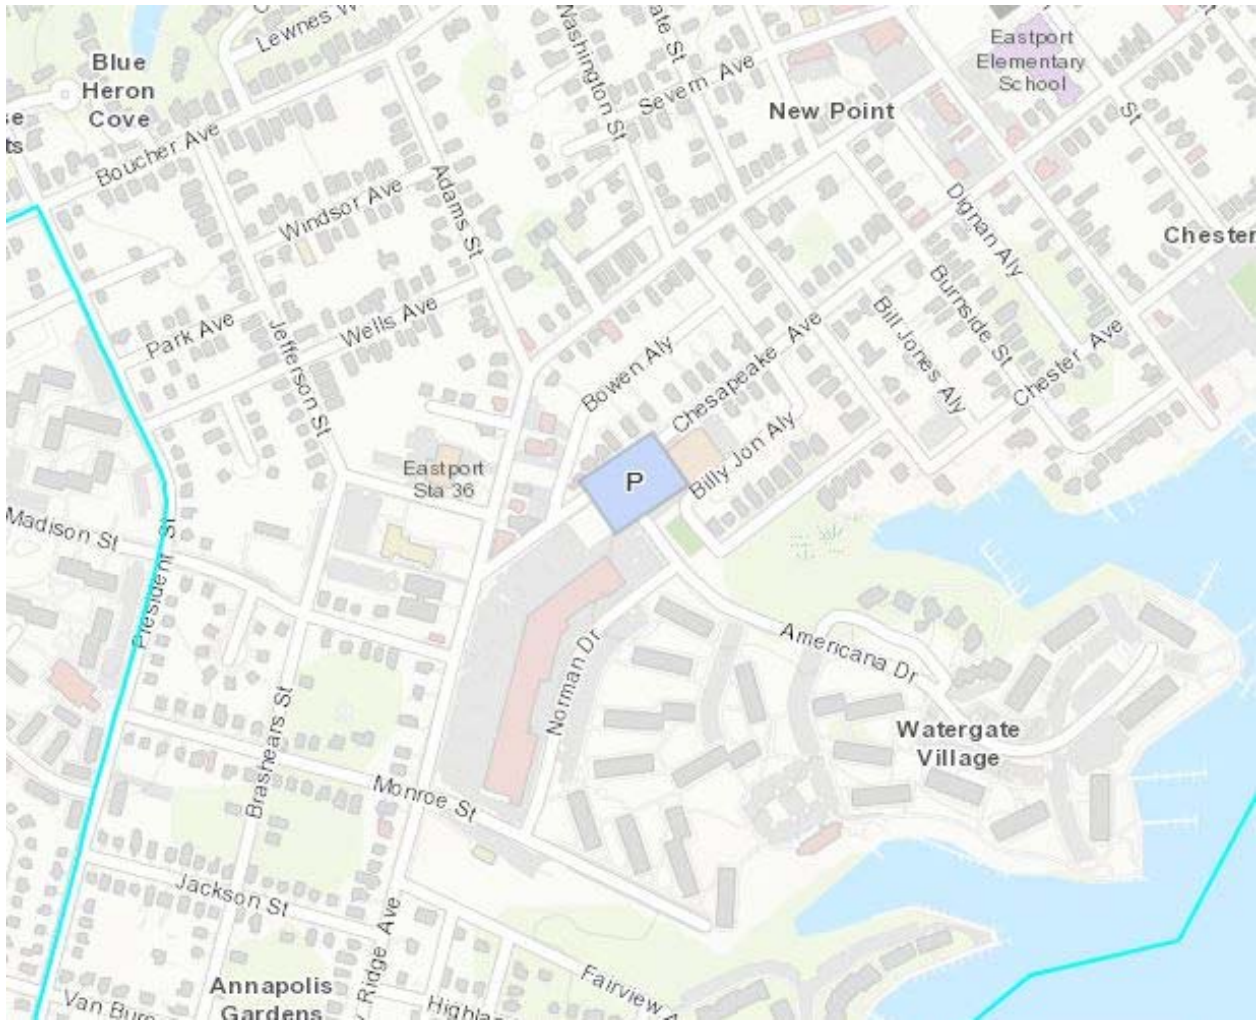 Lewnes
Washington St
Blue
Heron
Cove
Severn Ave
Eastport
Elementary
School
New Point
St
Boucher Ave
Windsor Ave
Adams St
Dignan Aly
Chester
Park Ave
Jefferson St
Wells Ave
Burnside St
Bill Jones Aly
Chester Ave
Bowen Aly
Chesapeake Ave
Billy Jon Aly
Eastport
Sta 36
P
Madison St
President St
Americana Dr
Norman Dr
Watergate
Village
Brashears St
Monroe St
Jackson St
Ridge Ave
Fairview
Annapolis
Gardens
Van